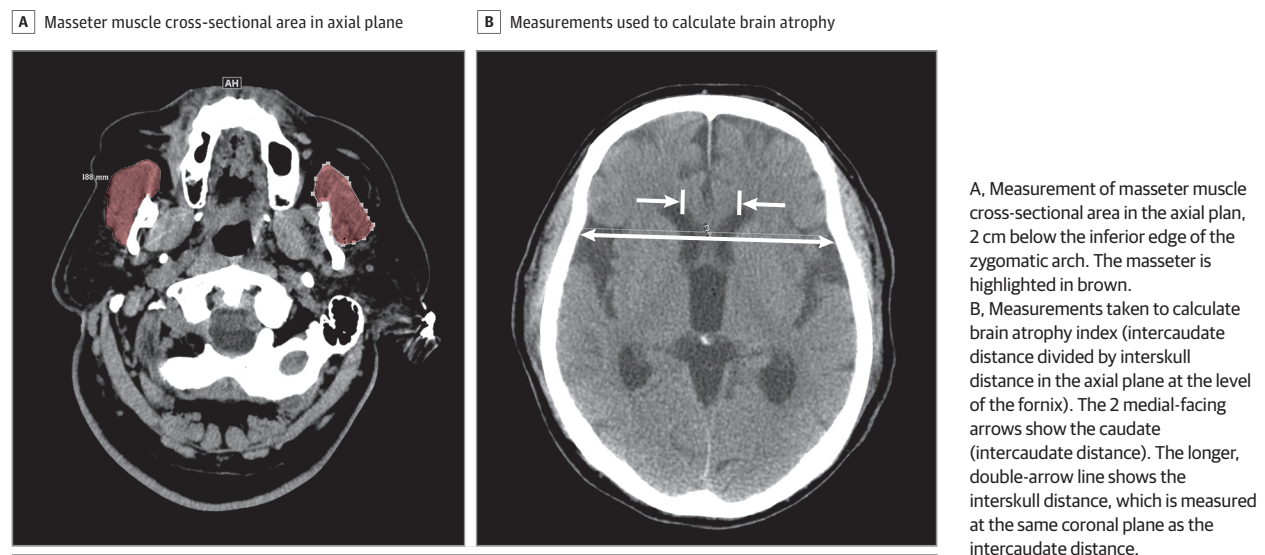 A Masseter muscle cross-sectional area in axial plane
B Measurements used to calculate brain atrophy
AH
188 mm
A, Measurement of masseter muscle
cross-sectional area in the axial plan,
2 cm below the inferior edge of the
zygomatic arch. The masseter is
highlighted in brown.
B, Measurements taken to calculate
brain atrophy index (intercaudate
distance divided by interskull
distance in the axial plane at the level
of the fornix). The 2 medial-facing
arrows show the caudate
(intercaudate distance). The longer,
double-arrow line shows the
interskull distance, which is measured
at the same coronal plane as the
intercaudate distance.